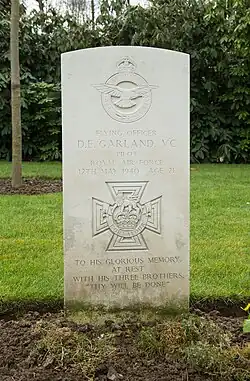 FLYING OFFICER
D.E. GARLAND, VC
PILOT
ROYAL AIR FORCE
12TH MAY 1940 AGE 21
TO HIS GLORIOUS MEMORY
AT REST
WITH HIS THREE BROTHERS.
"THY WILL BE DONE"